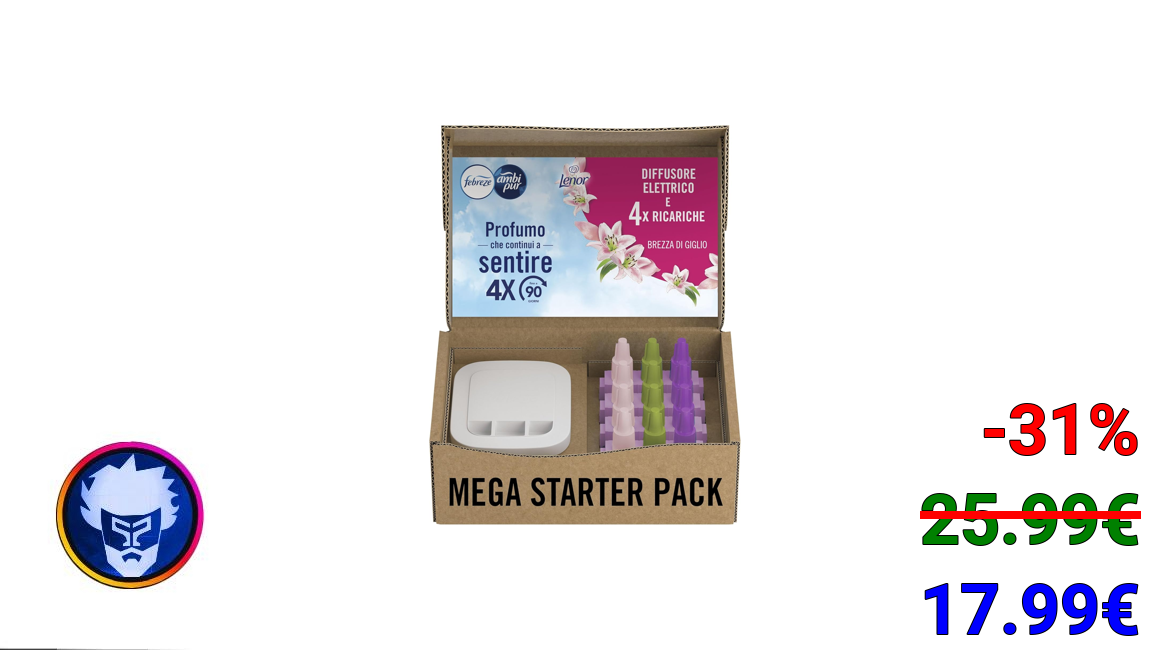 febreze
ambi
pur
Lenor
Profumo
che continui a
sentire
4X
90
DIFFUSORE
ELETTRICO
E
4X RICARICHE
BREZZA DI GIGLIO
MEGA STARTER PACK
-31%
25.99€
17.99€